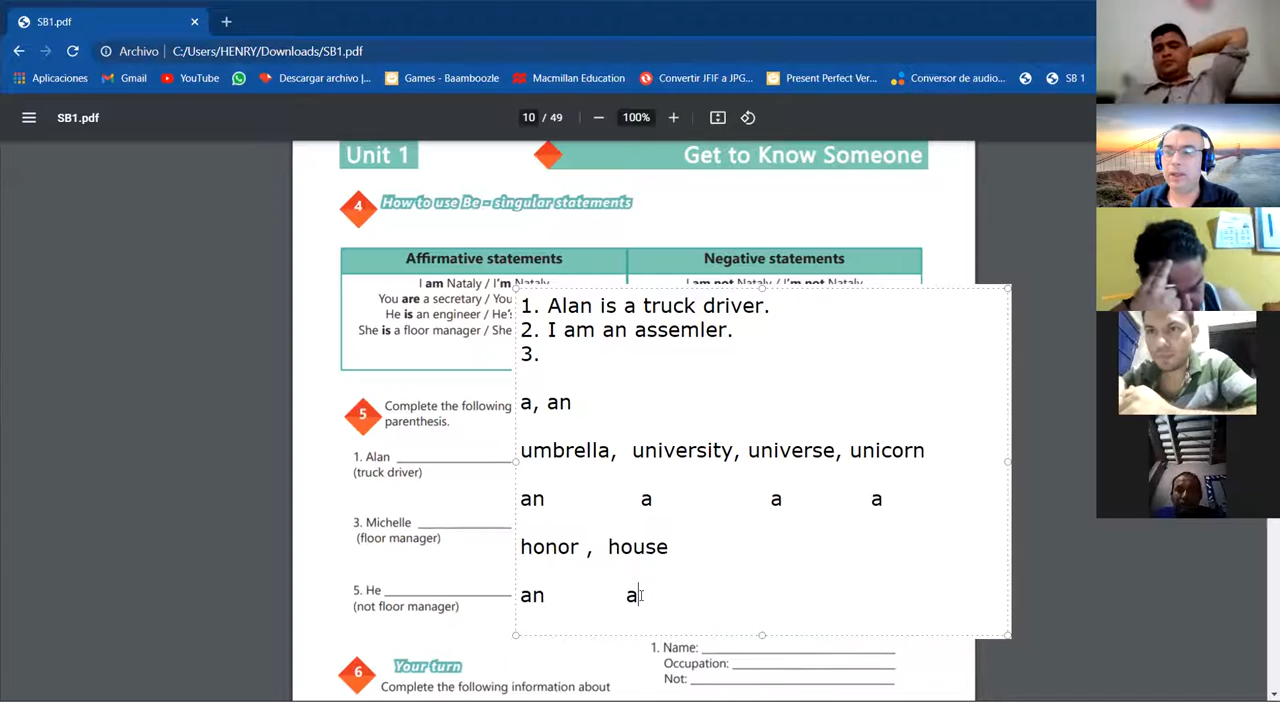 SB1.pdf
Archivo C:/Users/HENRY/Downloads/SB1.pdf
Aplicaciones Gmail YouTube Descargar archivo |... Games - Baamboozle Macmillan Education Convertir JFIF a JPG... Present Perfect Ver... Conversor de audio... SB 1
SB1.pdf 10 / 49 100%
Unit 1 Get to Know Someone
4 How to use Be - singular statements
Affirmative statements Negative statements
I am Nataly / I'm Nataly I am not Nataly / I'm not Nataly
You are a secretary / You
He is an engineer / He's
She is a floor manager / She
1. Alan is a truck driver.
2. I am an assemler.
3.
a, an
umbrella, university, universe, unicorn
an a a a
honor , house
an a
5 Complete the following
parenthesis.
1. Alan
(truck driver)
3. Michelle
(floor manager)
5. He
(not floor manager)
6 Your turn
Complete the following information about
1. Name:
Occupation:
Not: